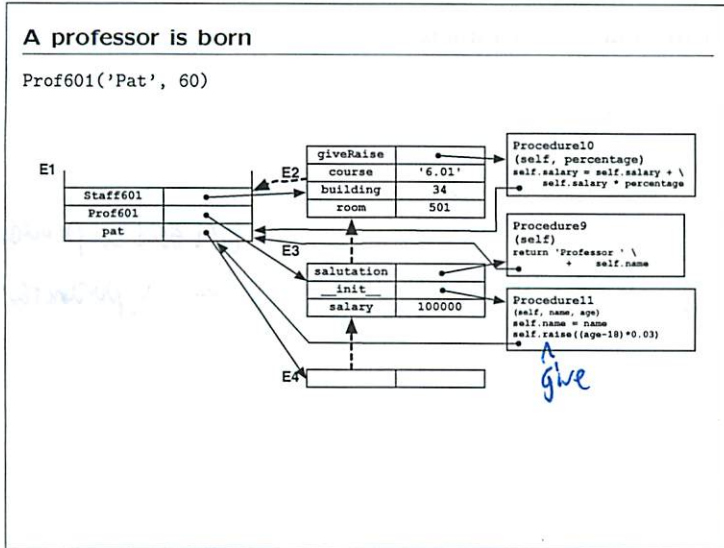 A professor is born
Prof601('Pat', 60)
E1
Staff601
Prof601
pat
E2
giveRaise
course '6.01'
building 34
room 501
E3
salutation
__init__
salary 100000
E4
Procedure10
(self, percentage)
self.salary = self.salary + \
self.salary * percentage
Procedure9
(self)
return 'Professor ' \
+ self.name
Procedure11
(self, name, age)
self.name = name
self.raise((age-18)*0.03)
give